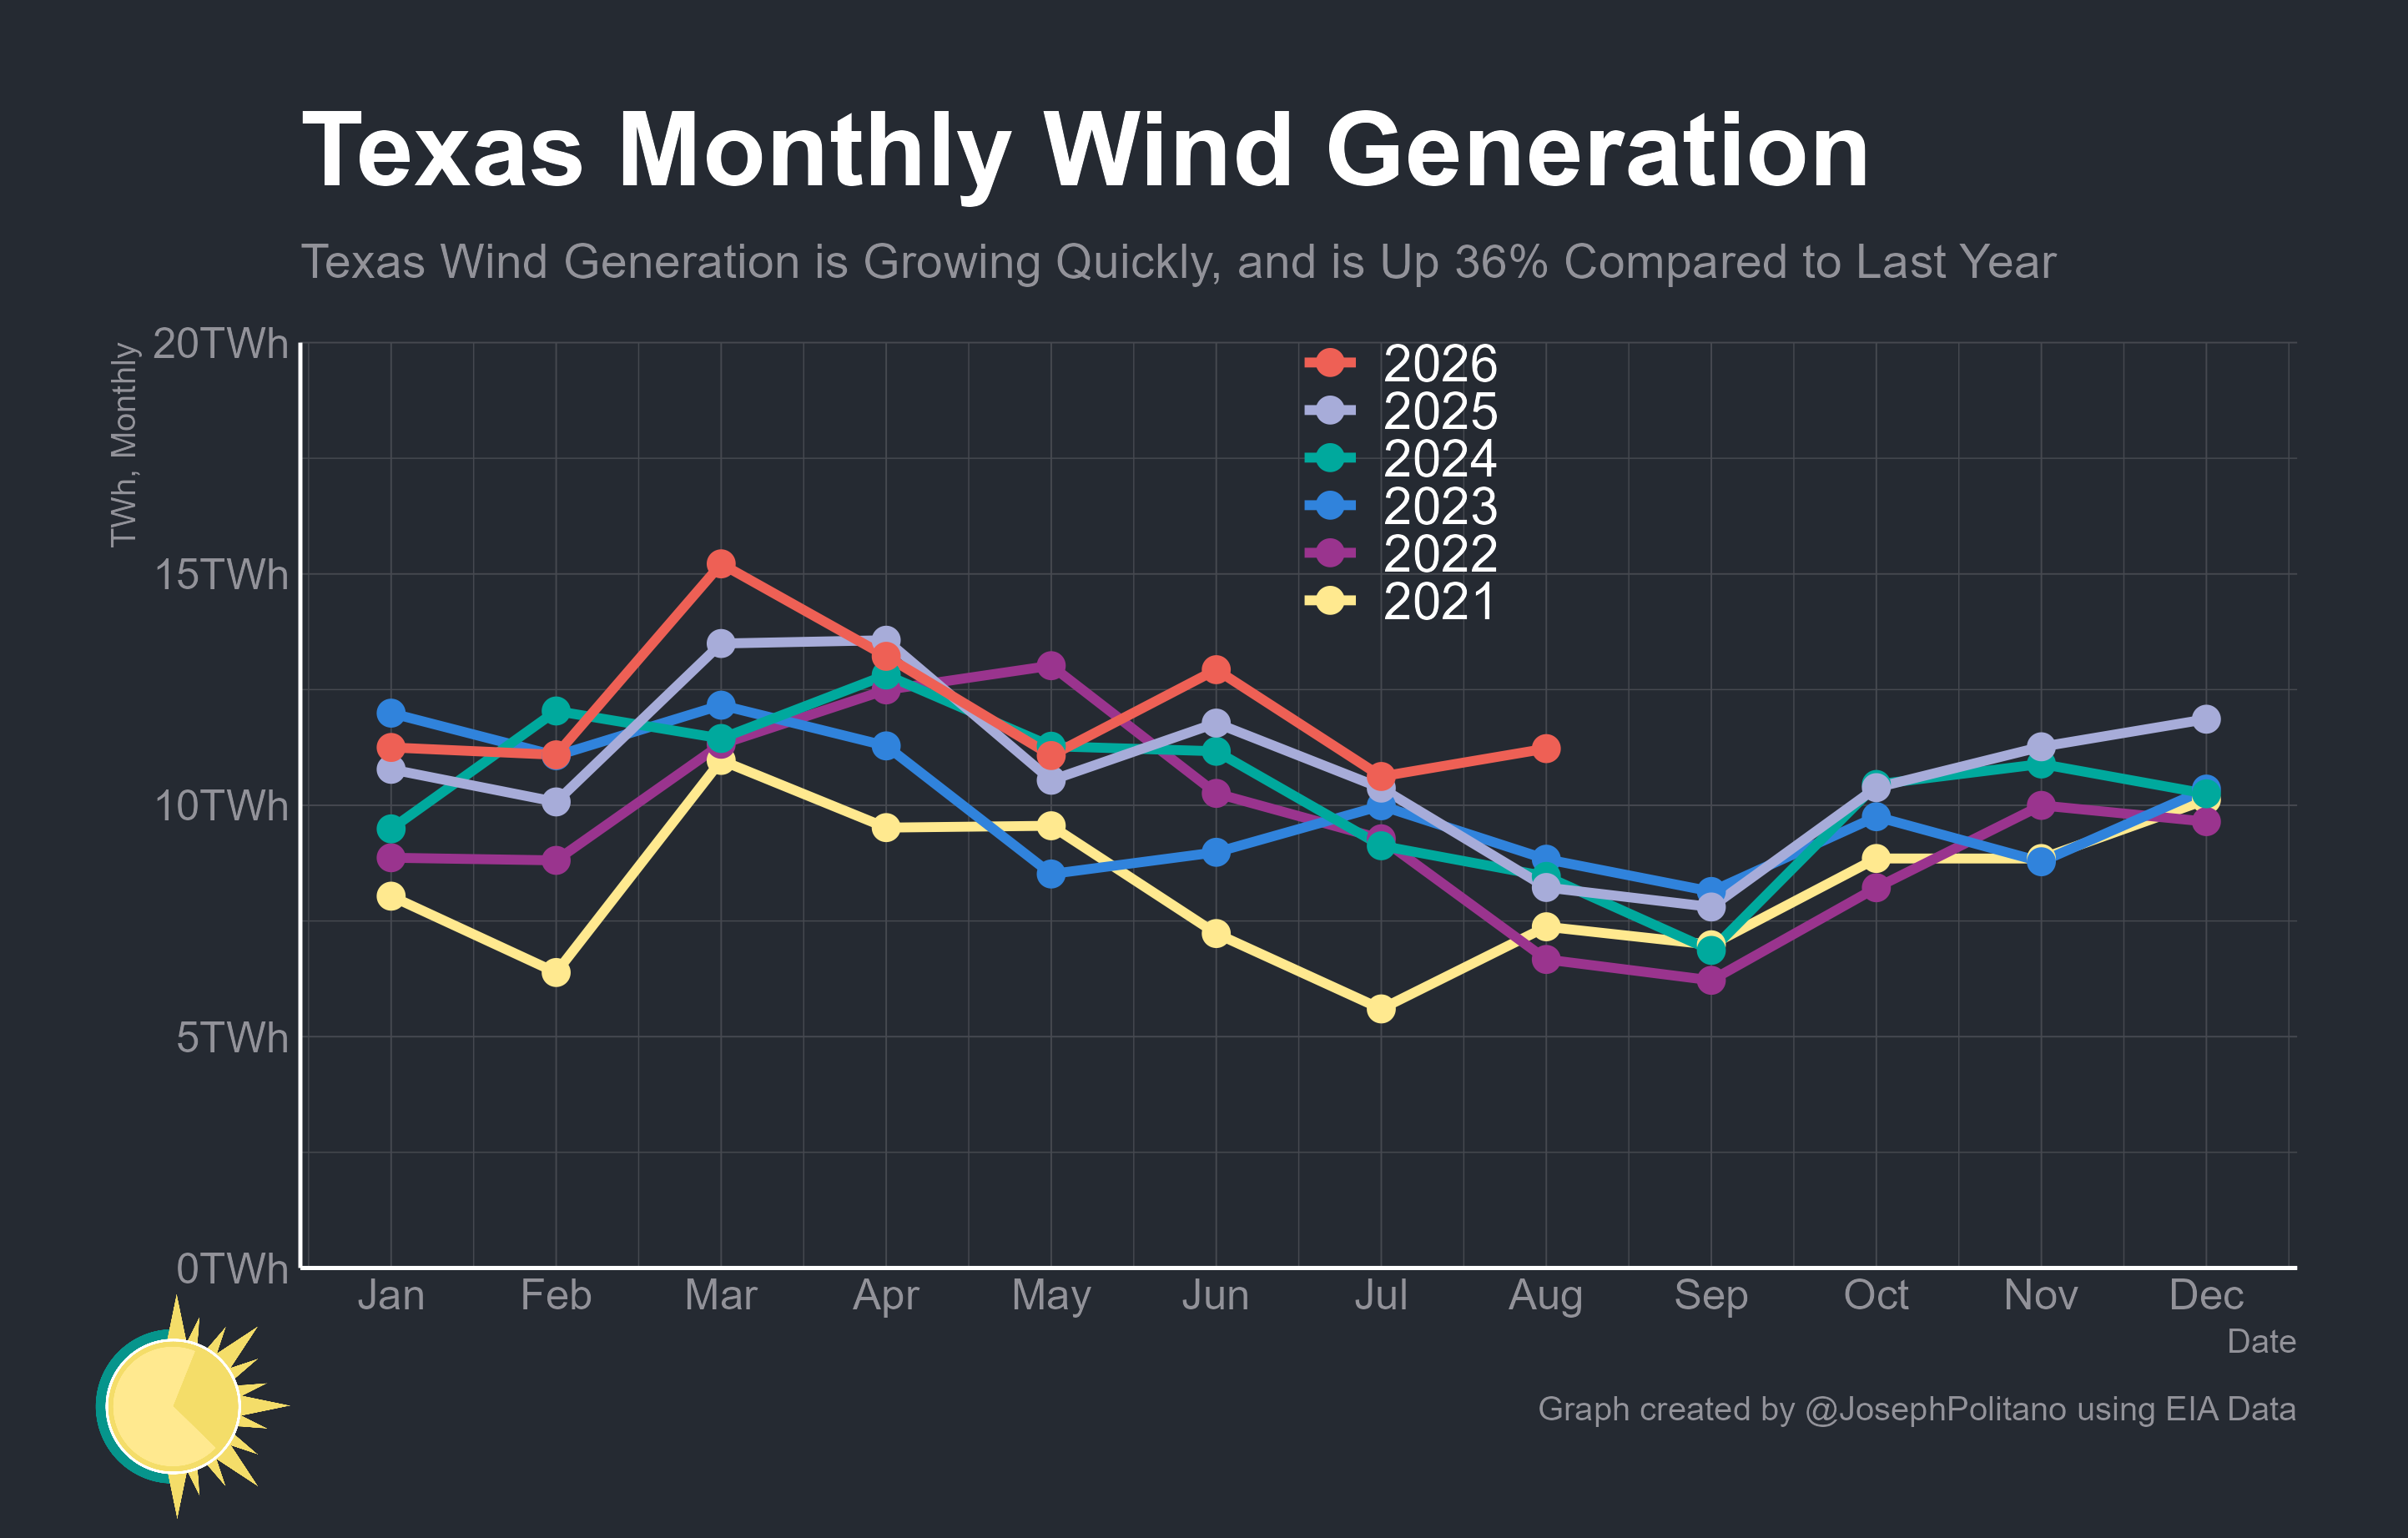 Texas Monthly Wind Generation
Texas Wind Generation is Growing Quickly, and is Up 36% Compared to Last Year
TWh, Monthly
20TWh
15TWh
10TWh
5TWh
0TWh
2026
2025
2024
2023
2022
2021
Jan Feb Mar Apr May Jun Jul Aug Sep Oct Nov Dec
Date
Graph created by @JosephPolitano using EIA Data